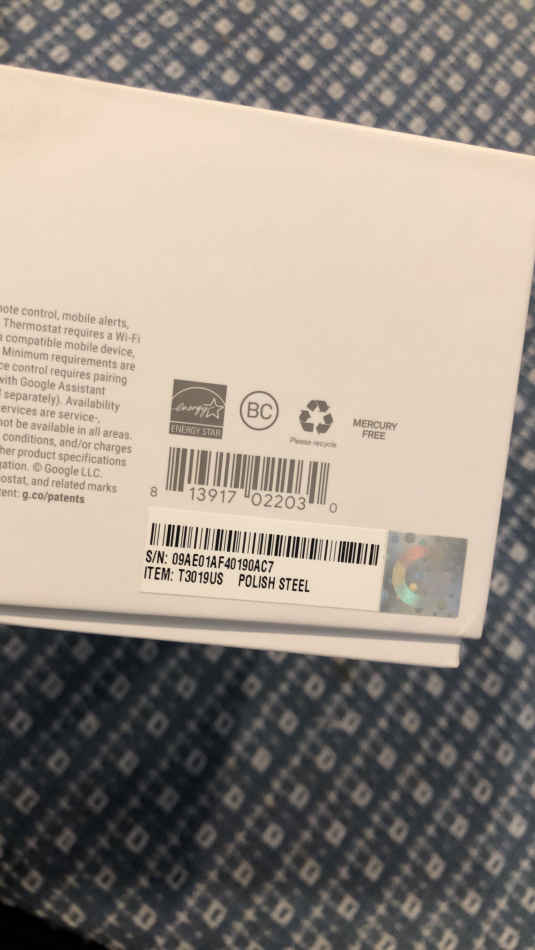 note control, mobile alerts,
Thermostat requires a Wi-Fi
compatible mobile device,
Minimum requirements are
ce control requires pairing
with Google Assistant
separately). Availability
ervices are service-,
not be available in all areas.
conditions, and/or charges
her product specifications
gation. © Google LLC.
ostat, and related marks
tent: g.co/patents
energy
ENERGY STAR
BC
Please recycle
MERCURY
FREE
8 13917 02203 0
S/N: 09AE01AF40190AC7
ITEM: T3019US POLISH STEEL
G